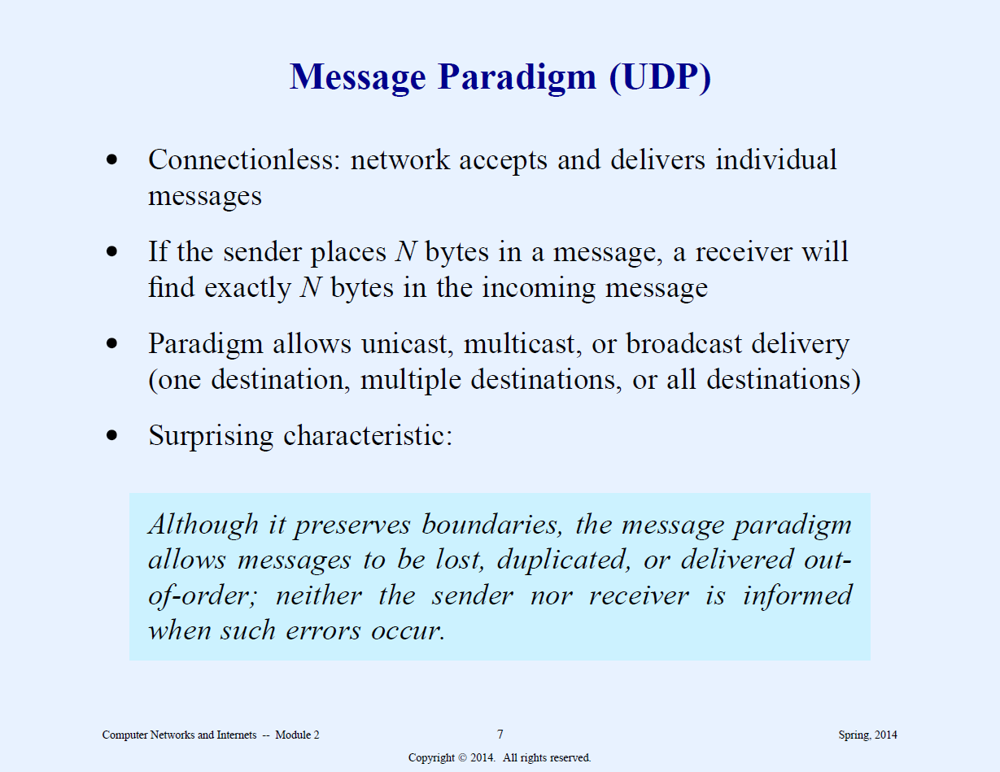 Message Paradigm (UDP)
• Connectionless: network accepts and delivers individual
messages
• If the sender places N bytes in a message, a receiver will
find exactly N bytes in the incoming message
• Paradigm allows unicast, multicast, or broadcast delivery
(one destination, multiple destinations, or all destinations)
• Surprising characteristic:
Although it preserves boundaries, the message paradigm
allows messages to be lost, duplicated, or delivered out-
of-order; neither the sender nor receiver is informed
when such errors occur.
Computer Networks and Internets -- Module 2 7 Spring, 2014
Copyright © 2014. All rights reserved.